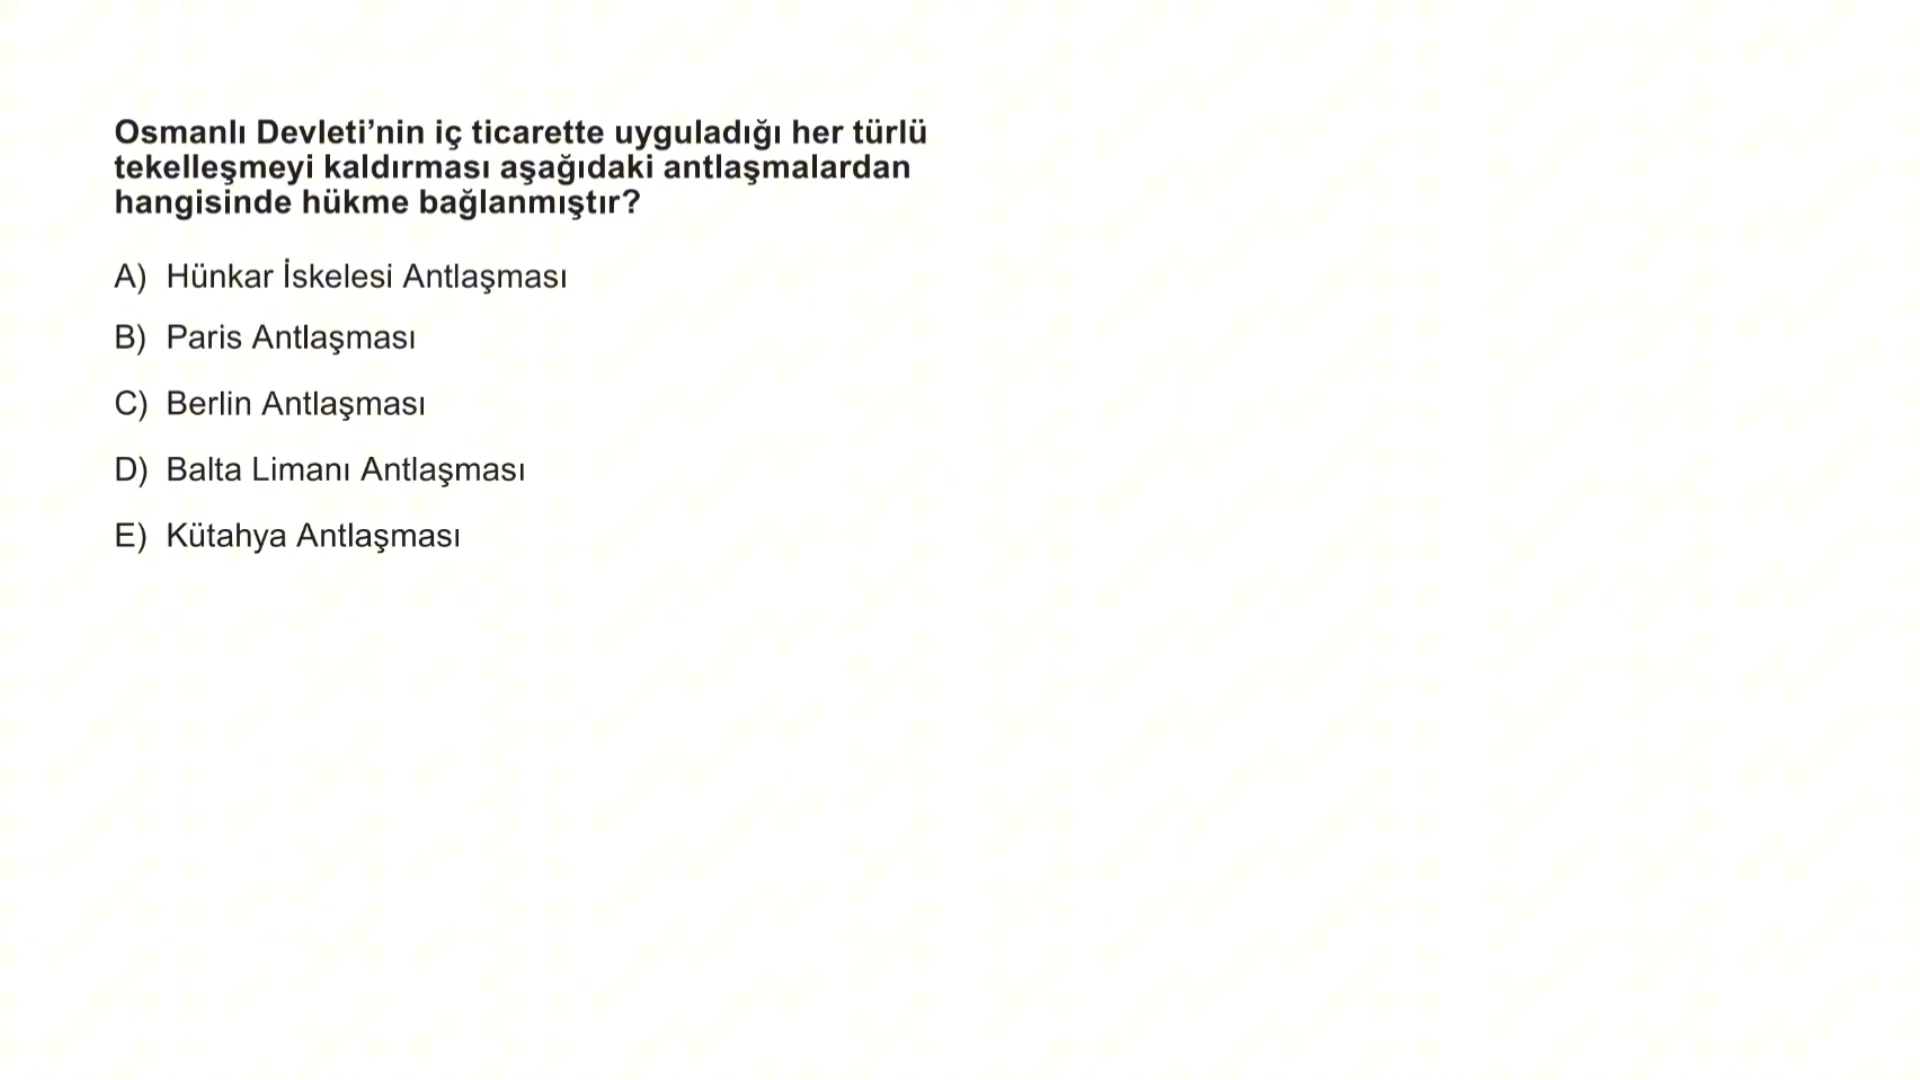 Osmanlı Devleti’nin iç ticarette uyguladığı her türlü
tekelleşmeyi kaldırması aşağıdaki antlaşmalardan
hangisinde hükme bağlanmıştır?
A) Hünkar İskelesi Antlaşması
B) Paris Antlaşması
C) Berlin Antlaşması
D) Balta Limanı Antlaşması
E) Kütahya Antlaşması